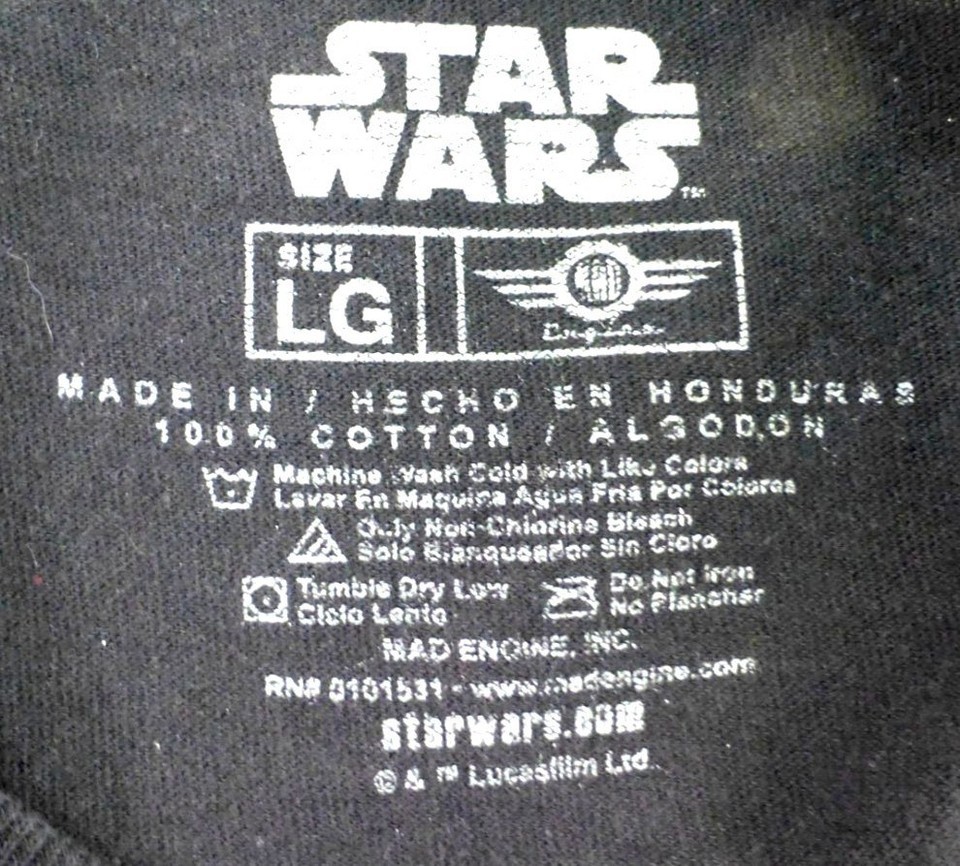 STAR
WARS™
SIZE
LG
MAD
MADE IN / HECHO EN HONDURAS
100% COTTON / ALGODON
Machine Wash Cold with Like Colors
Lavar En Maquina Agua Fria Por Colores
Only Non-Chlorine Bleach
Solo Blanqueador Sin Cloro
Tumble Dry Low
Ciclo Lento
Do Not Iron
No Planchar
MAD ENGINE, INC.
RN# 0101531 - www.madengine.com
starwars.com
© & ™ Lucasfilm Ltd.